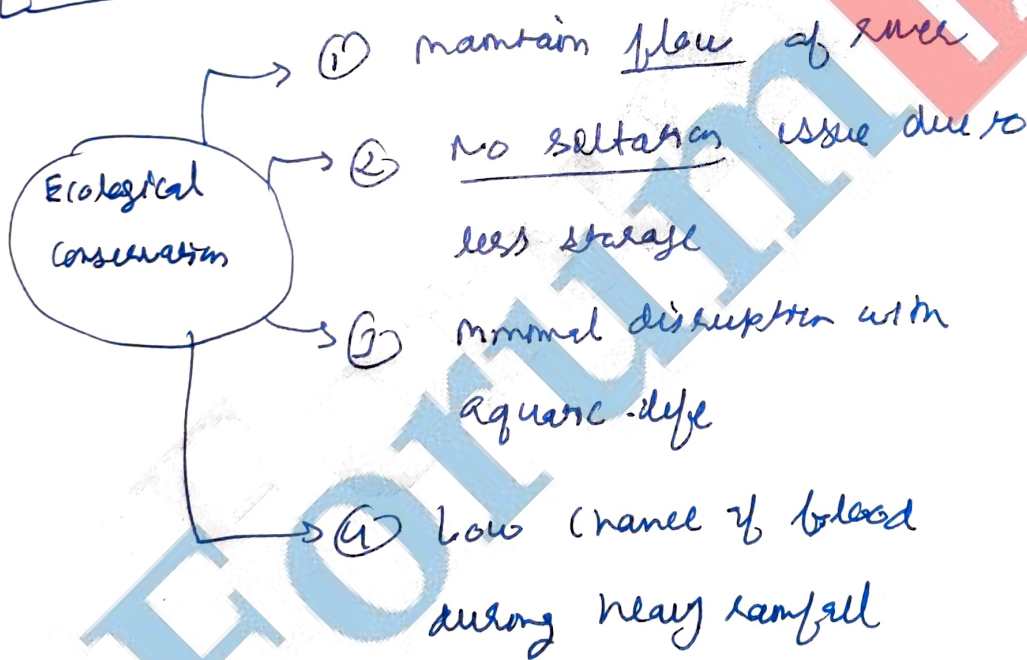 ① maintain flow of river
② No siltation issue due to
less storage
Ecological
Conservation
③ minimal disruption with
aquatic-life
④ Low chance of flood
during heavy rainfall
Forum